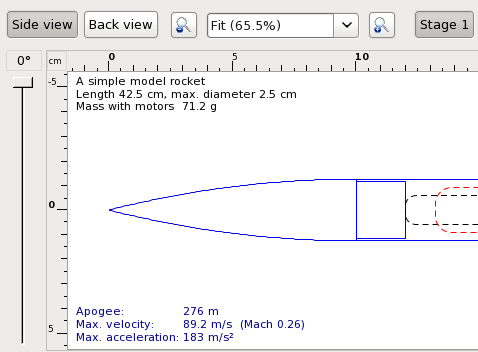 Side view Back view Fit (65.5%) Stage 1
0° cm 0 5 10
-5
A simple model rocket
Length 42.5 cm, max. diameter 2.5 cm
Mass with motors 71.2 g
0
Apogee: 276 m
Max. velocity: 89.2 m/s (Mach 0.26)
5
Max. acceleration: 183 m/s²